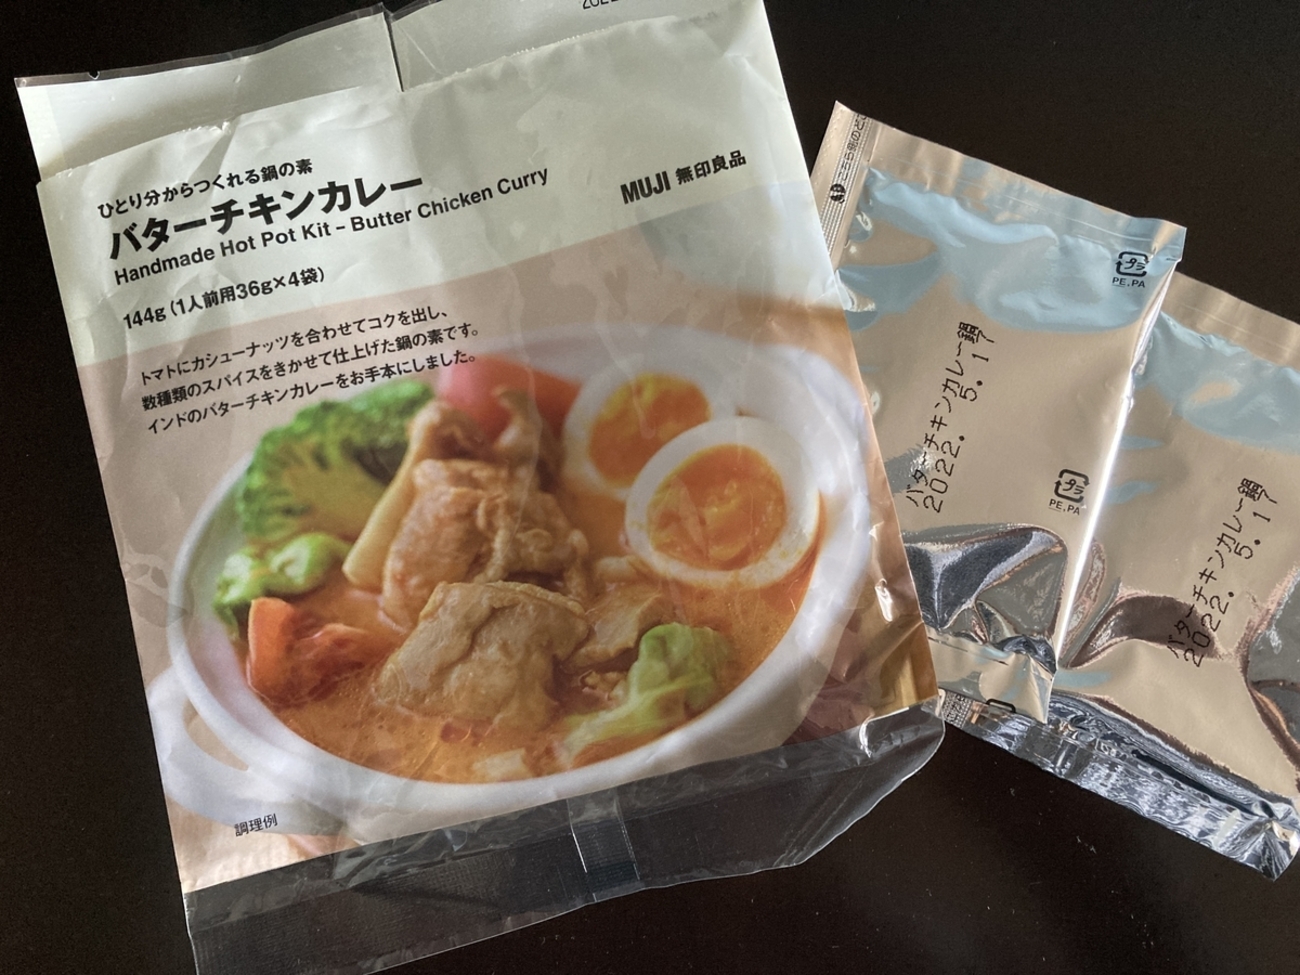 ひとり分からつくれる鍋の素
バターチキンカレー
Handmade Hot Pot Kit – Butter Chicken Curry
MUJI 無印良品
144g (1人前用36g×4袋)
トマトにカシューナッツを合わせてコクを出し、
数種類のスパイスをきかせて仕上げた鍋の素です。
インドのバターチキンカレーをお手本にしました。
調理例
プラ
PE,PA
バターチキンカレー鍋
2022. 5. 17
プラ
PE,PA
バターチキンカレー鍋
2022. 5. 17